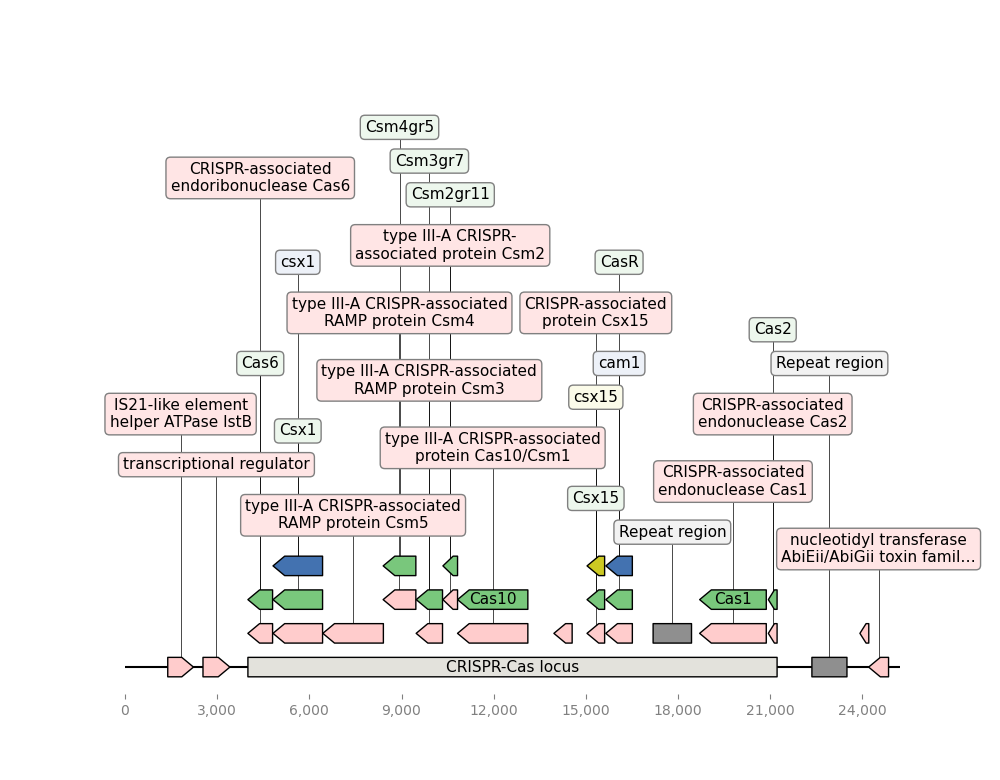 Csm4gr5
Csm3gr7
CRISPR-associated
endoribonuclease Cas6
Csm2gr11
type III-A CRISPR-
associated protein Csm2
csx1
CasR
type III-A CRISPR-associated
RAMP protein Csm4
CRISPR-associated
protein Csx15
Cas2
Cas6
cam1
Repeat region
type III-A CRISPR-associated
RAMP protein Csm3
csx15
IS21-like element
helper ATPase IstB
CRISPR-associated
endonuclease Cas2
Csx1
type III-A CRISPR-associated
protein Cas10/Csm1
transcriptional regulator
CRISPR-associated
endonuclease Cas1
Csx15
type III-A CRISPR-associated
RAMP protein Csm5
Repeat region
nucleotidyl transferase
AbiEii/AbiGii toxin famil…
Cas10
Cas1
CRISPR-Cas locus
0
3,000
6,000
9,000
12,000
15,000
18,000
21,000
24,000